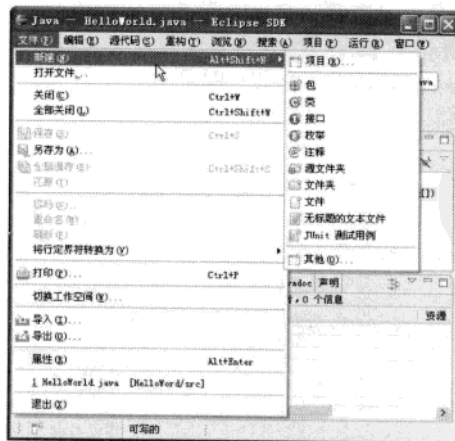 Java - HelloWorld.java - Eclipse SDK
文件(F) 编辑(E) 源代码(S) 重构(T) 浏览(N) 搜索(A) 项目(P) 运行(R) 窗口(W)
新建(N) Alt+Shift+N
打开文件...
关闭(C) Ctrl+W
全部关闭(L) Ctrl+Shift+W
保存(S) Ctrl+S
另存为(A)...
全部保存(E) Ctrl+Shift+S
还原(T)
移动(V)...
重命名(M)...
刷新(F)
将行定界符转换为(V)
打印(P)... Ctrl+P
切换工作空间(W)...
导入(I)...
导出(O)...
属性(R) Alt+Enter
1 HelloWorld.java [HelloWord/src]
退出(X)
项目(R)...
包
类
接口
枚举
注释
源文件夹
文件夹
文件
无标题的文本文件
JUnit 测试用例
其他(O)...
ava
[])
radoc 声明
，0 个信息
资源
可写的